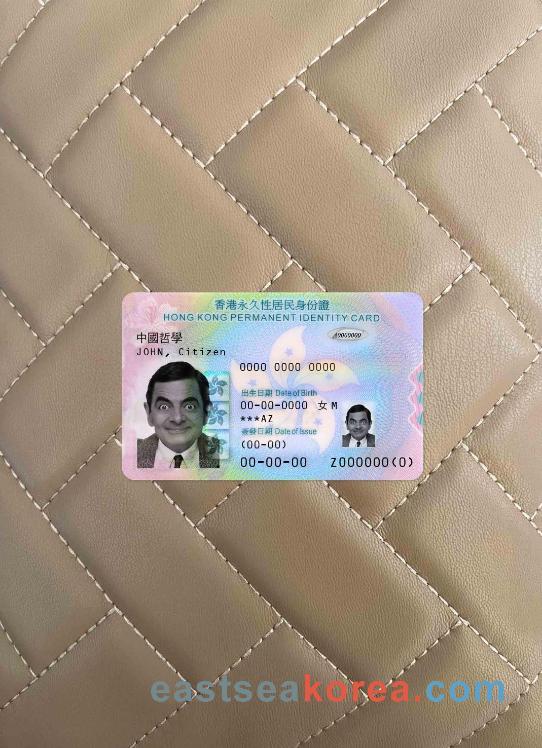 香港永久性居民身份證
HONG KONG PERMANENT IDENTITY CARD
A0000000
中國哲學
JOHN, Citizen
0000 0000 0000
出生日期 Date of Birth
00-00-0000 女 M
***AZ
簽發日期 Date of Issue
(00-00)
00-00-00
Z000000(0)
eastseakorea.com